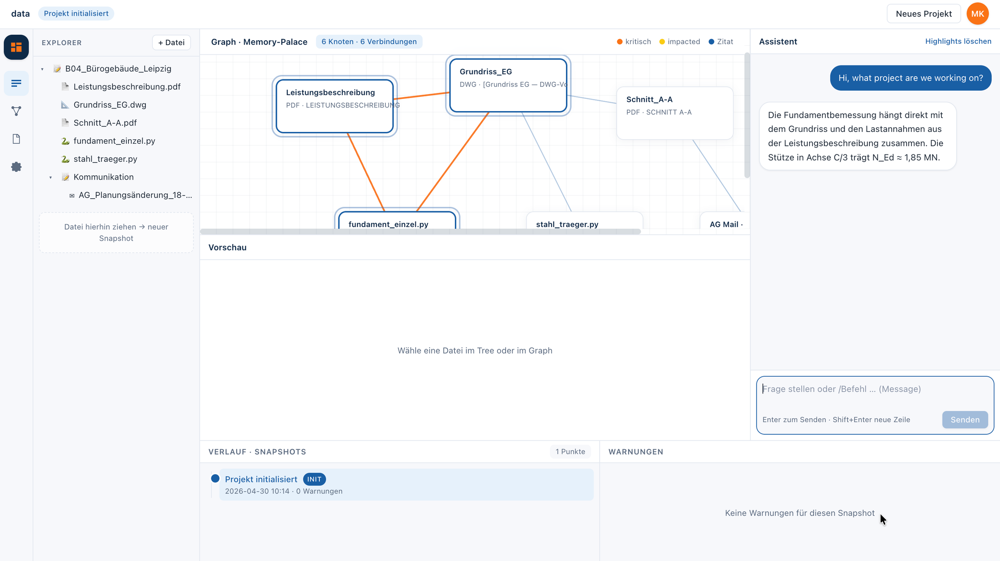 data
Projekt initialisiert
Neues Projekt
MK
EXPLORER
+ Datei
B04_Bürogebäude_Leipzig
Leistungsbeschreibung.pdf
Grundriss_EG.dwg
Schnitt_A-A.pdf
fundament_einzel.py
stahl_traeger.py
Kommunikation
AG_Planungsänderung_18-...
Datei hierhin ziehen → neuer
Snapshot
Graph · Memory-Palace
6 Knoten · 6 Verbindungen
kritisch
impacted
Zitat
Leistungsbeschreibung
PDF · LEISTUNGSBESCHREIBUNG
Grundriss_EG
DWG · [Grundriss EG — DWG-Vo
Schnitt_A-A
PDF · SCHNITT A-A
fundament_einzel.py
stahl_traeger.py
AG Mail ·
Vorschau
Wähle eine Datei im Tree oder im Graph
Assistent
Highlights löschen
Hi, what project are we working on?
Die Fundamentbemessung hängt direkt mit
dem Grundriss und den Lastannahmen aus
der Leistungsbeschreibung zusammen. Die
Stütze in Achse C/3 trägt N_Ed ≈ 1,85 MN.
Frage stellen oder /Befehl … (Message)
Enter zum Senden · Shift+Enter neue Zeile
Senden
VERLAUF · SNAPSHOTS
1 Punkte
Projekt initialisiert
INIT
2026-04-30 10:14 · 0 Warnungen
WARNUNGEN
Keine Warnungen für diesen Snapshot